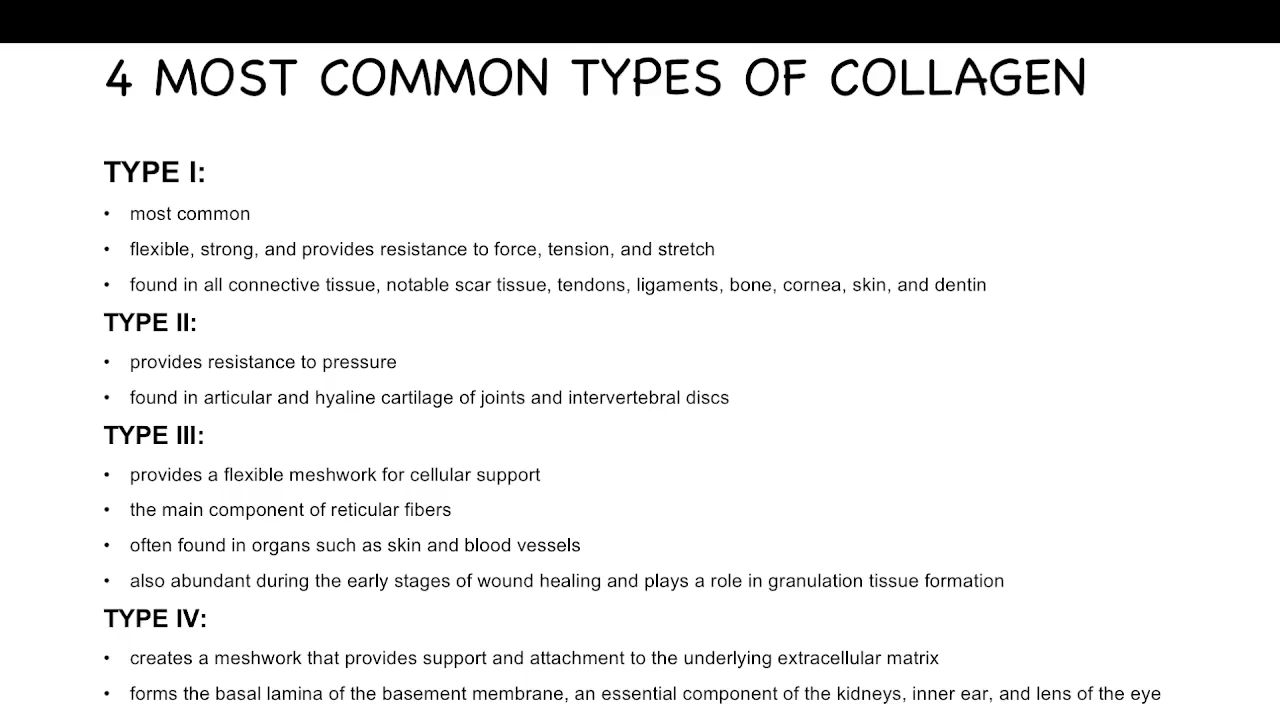 4 MOST COMMON TYPES OF COLLAGEN
TYPE I:
• most common
• flexible, strong, and provides resistance to force, tension, and stretch
• found in all connective tissue, notable scar tissue, tendons, ligaments, bone, cornea, skin, and dentin
TYPE II:
• provides resistance to pressure
• found in articular and hyaline cartilage of joints and intervertebral discs
TYPE III:
• provides a flexible meshwork for cellular support
• the main component of reticular fibers
• often found in organs such as skin and blood vessels
• also abundant during the early stages of wound healing and plays a role in granulation tissue formation
TYPE IV:
• creates a meshwork that provides support and attachment to the underlying extracellular matrix
• forms the basal lamina of the basement membrane, an essential component of the kidneys, inner ear, and lens of the eye